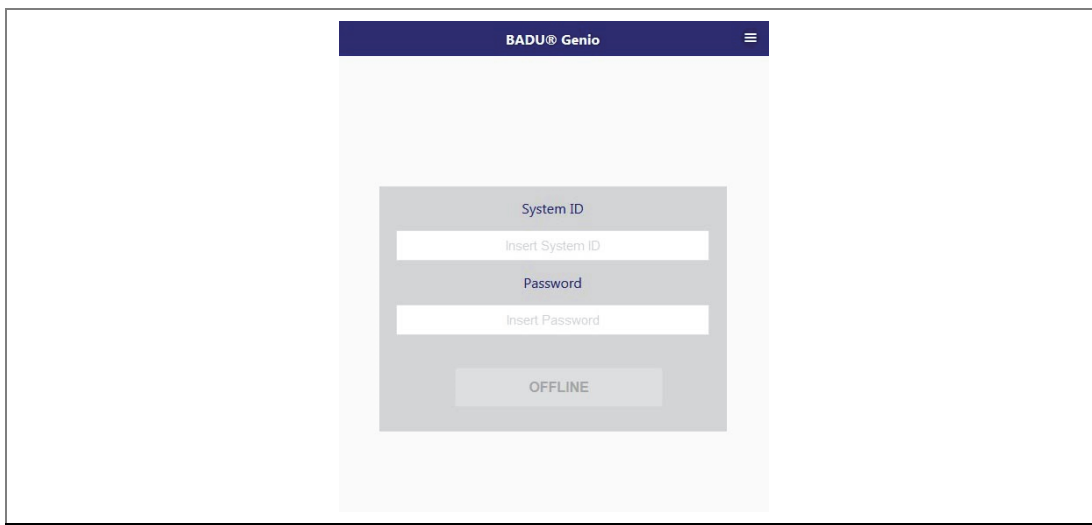 BADU® Genio
System ID
Insert System ID
Password
Insert Password
OFFLINE